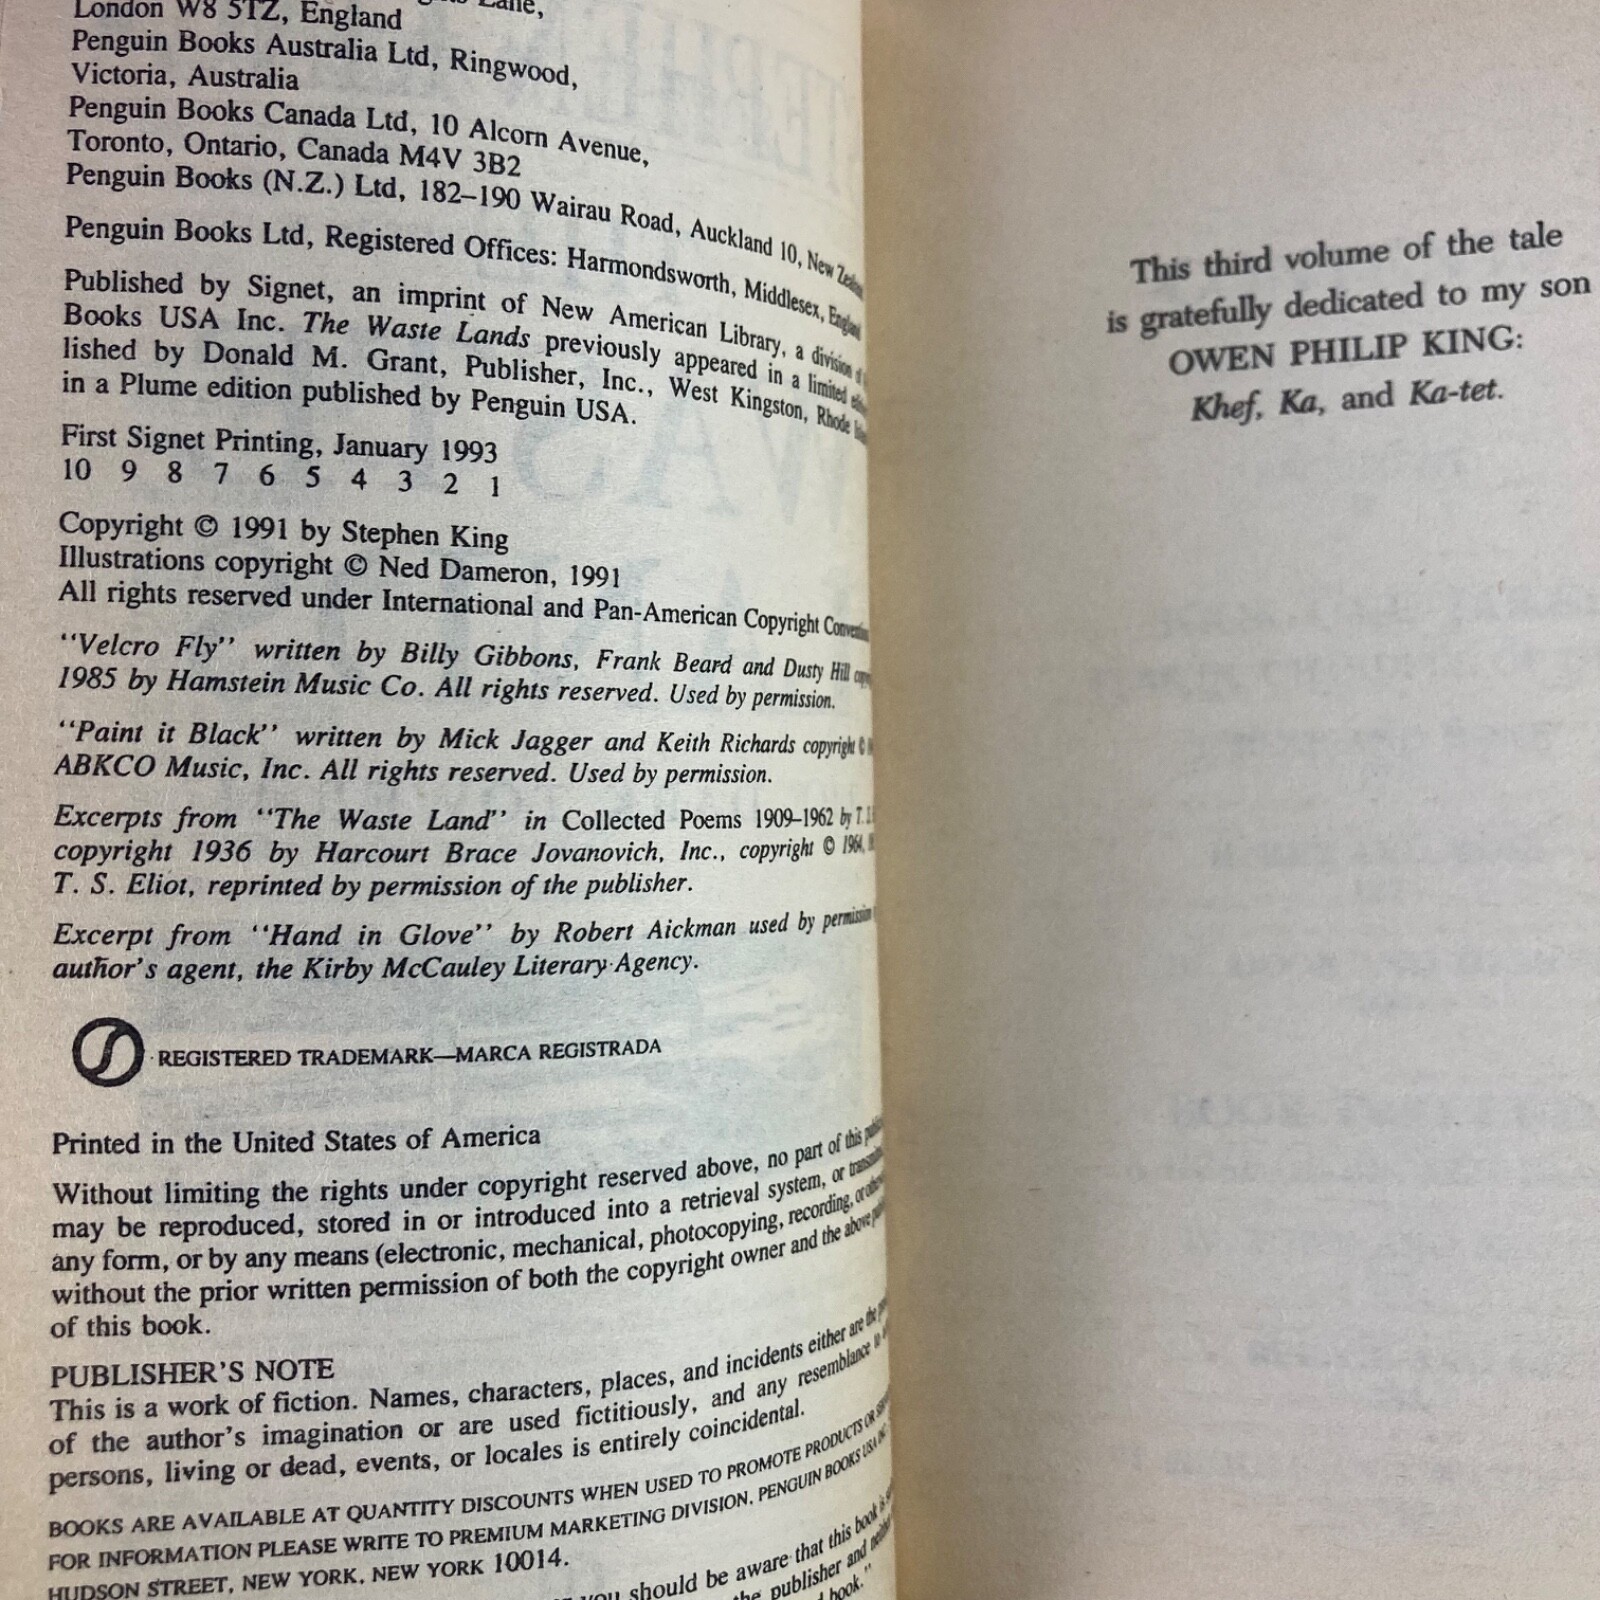 Lane,
London W8 5TZ, England
Penguin Books Australia Ltd, Ringwood,
Victoria, Australia
Penguin Books Canada Ltd, 10 Alcorn Avenue,
Toronto, Ontario, Canada M4V 3B2
Penguin Books (N.Z.) Ltd, 182–190 Wairau Road, Auckland 10, New Zealand
Penguin Books Ltd, Registered Offices: Harmondsworth, Middlesex, England
Published by Signet, an imprint of New American Library, a division of
Books USA Inc. The Waste Lands previously appeared in a limited
lished by Donald M. Grant, Publisher, Inc., West Kingston, Rhode
in a Plume edition published by Penguin USA.
First Signet Printing, January 1993
10 9 8 7 6 5 4 3 2 1
Copyright © 1991 by Stephen King
Illustrations copyright © Ned Dameron, 1991
All rights reserved under International and Pan-American Copyright
“Velcro Fly” written by Billy Gibbons, Frank Beard and Dusty Hill
1985 by Hamstein Music Co. All rights reserved. Used by permission.
“Paint it Black” written by Mick Jagger and Keith Richards copyright ©
ABKCO Music, Inc. All rights reserved. Used by permission.
Excerpts from “The Waste Land” in Collected Poems 1909–1962 by T.
copyright 1936 by Harcourt Brace Jovanovich, Inc., copyright © 1964,
T. S. Eliot, reprinted by permission of the publisher.
Excerpt from “Hand in Glove” by Robert Aickman used by permission
author's agent, the Kirby McCauley Literary Agency.
REGISTERED TRADEMARK—MARCA REGISTRADA
Printed in the United States of America
Without limiting the rights under copyright reserved above, no part of this
may be reproduced, stored in or introduced into a retrieval system, or
any form, or by any means (electronic, mechanical, photocopying, recording, or
without the prior written permission of both the copyright owner and the above
of this book.
PUBLISHER'S NOTE
This is a work of fiction. Names, characters, places, and incidents either are the
of the author's imagination or are used fictitiously, and any resemblance to
persons, living or dead, events, or locales is entirely coincidental.
BOOKS ARE AVAILABLE AT QUANTITY DISCOUNTS WHEN USED TO PROMOTE PRODUCTS OR
FOR INFORMATION PLEASE WRITE TO PREMIUM MARKETING DIVISION, PENGUIN BOOKS USA INC.
HUDSON STREET, NEW YORK, NEW YORK 10014.
you should be aware that this book is
the publisher and neither
book.”
This third volume of the tale
is gratefully dedicated to my son
OWEN PHILIP KING:
Khef, Ka, and Ka-tet.